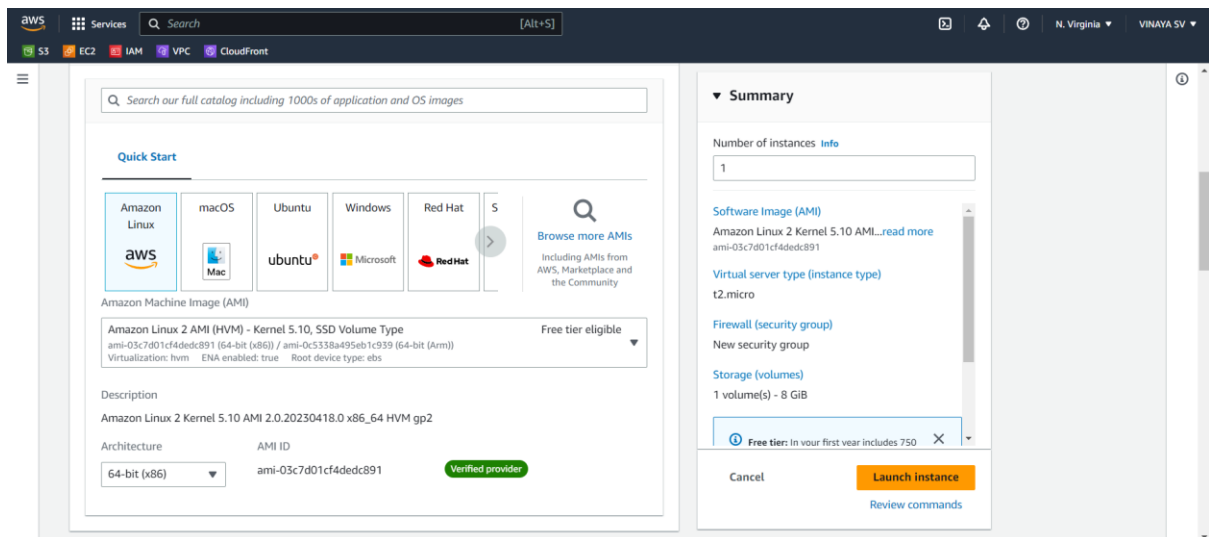 aws Services Search [Alt+S] N. Virginia ▼ VINAYA SV ▼
S3 EC2 IAM VPC CloudFront
Search our full catalog including 1000s of application and OS images
Quick Start
Amazon Linux
aws
macOS
Mac
Ubuntu
ubuntu
Windows
Microsoft
Red Hat
Red Hat
S
Browse more AMIs
Including AMIs from
AWS, Marketplace and
the Community
Amazon Machine Image (AMI)
Amazon Linux 2 AMI (HVM) - Kernel 5.10, SSD Volume Type Free tier eligible
ami-03c7d01cf4dedc891 (64-bit (x86)) / ami-0c5338a495eb1c939 (64-bit (Arm))
Virtualization: hvm ENA enabled: true Root device type: ebs
Description
Amazon Linux 2 Kernel 5.10 AMI 2.0.20230418.0 x86_64 HVM gp2
Architecture AMI ID
64-bit (x86) ami-03c7d01cf4dedc891 Verified provider
▼ Summary
Number of instances Info
1
Software Image (AMI)
Amazon Linux 2 Kernel 5.10 AMI...read more
ami-03c7d01cf4dedc891
Virtual server type (instance type)
t2.micro
Firewall (security group)
New security group
Storage (volumes)
1 volume(s) - 8 GiB
Free tier: In your first year includes 750
Cancel Launch instance
Review commands